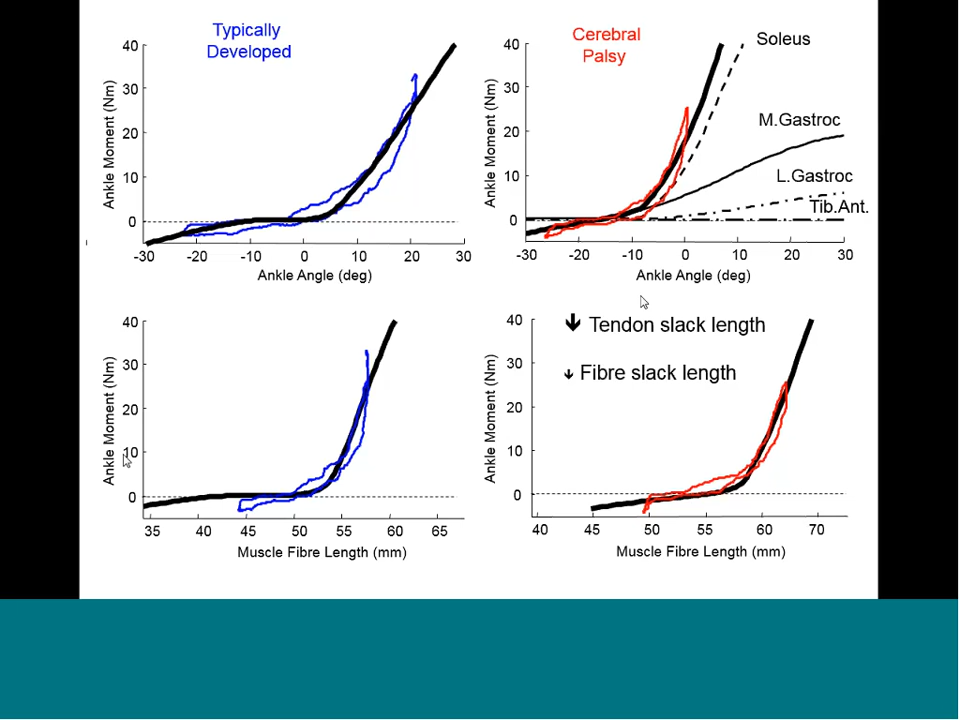 Typically
Developed
40
30
20
10
0
-30
-20
-10
0
10
20
30
Ankle Moment (Nm)
Ankle Angle (deg)
Cerebral
Palsy
Soleus
M.Gastroc
L.Gastroc
Tib.Ant.
40
30
20
10
0
-30
-20
-10
0
10
20
30
Ankle Moment (Nm)
Ankle Angle (deg)
40
30
20
10
0
35
40
45
50
55
60
65
Ankle Moment (Nm)
Muscle Fibre Length (mm)
Tendon slack length
Fibre slack length
40
30
20
10
0
40
45
50
55
60
70
Ankle Moment (Nm)
Muscle Fibre Length (mm)